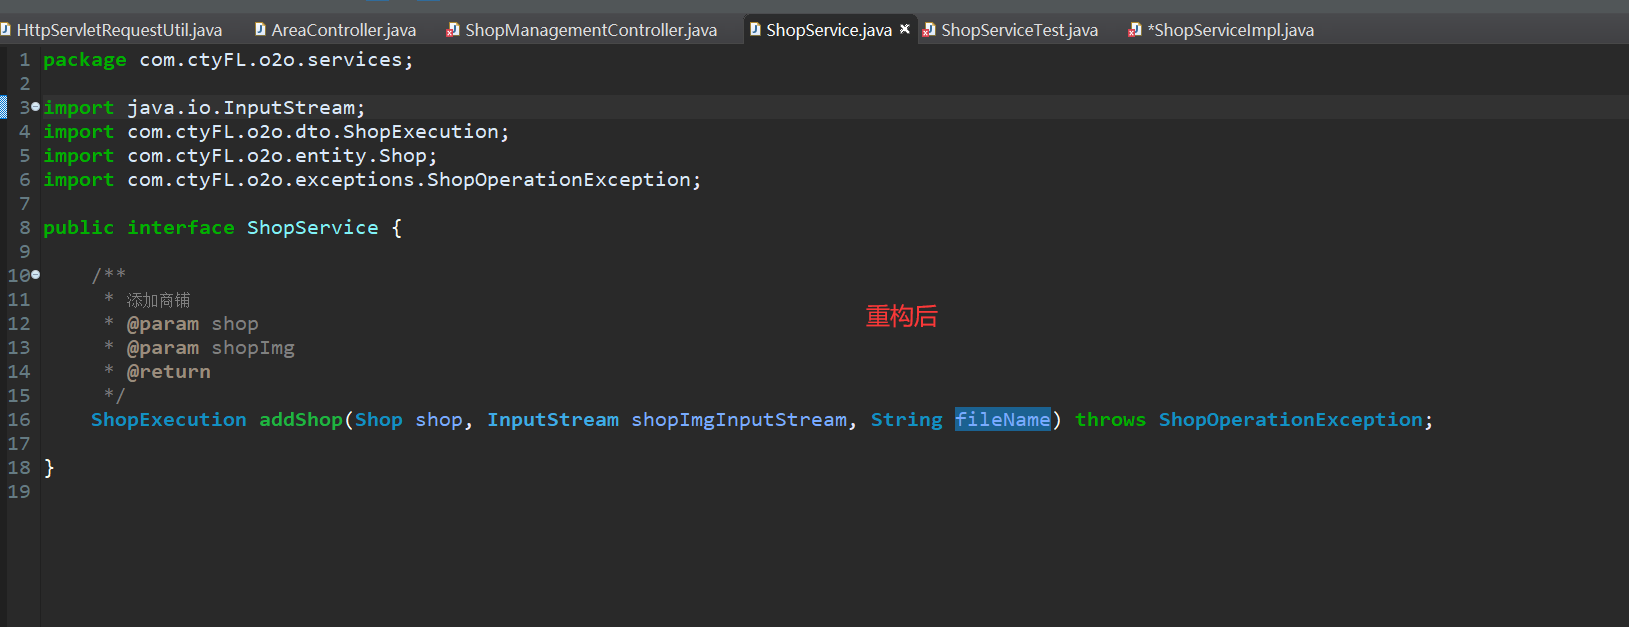 HttpServletRequestUtil.java AreaController.java ShopManagementController.java ShopService.java ShopServiceTest.java *ShopServiceImpl.java
1 package com.ctyFL.o2o.services;
2
3 import java.io.InputStream;
4 import com.ctyFL.o2o.dto.ShopExecution;
5 import com.ctyFL.o2o.entity.Shop;
6 import com.ctyFL.o2o.exceptions.ShopOperationException;
7
8 public interface ShopService {
9
10 /**
11 * 添加商铺
12 * @param shop
重构后
13 * @param shopImg
14 * @return
15 */
16 ShopExecution addShop(Shop shop, InputStream shopImgInputStream, String fileName) throws ShopOperationException;
17
18 }
19